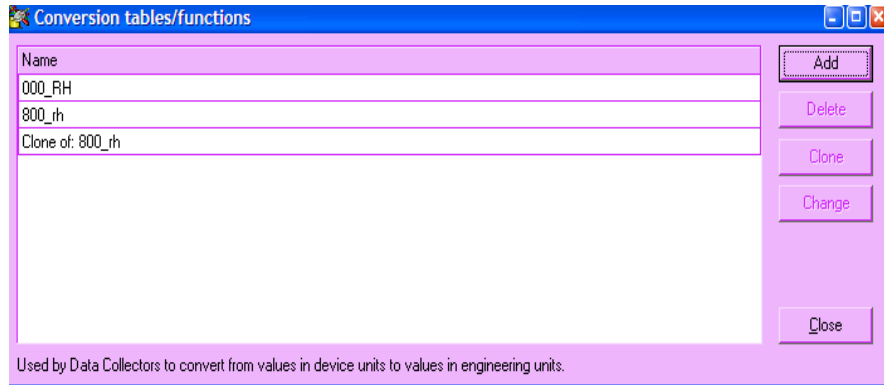 Conversion tables/functions
Name
Add
000_RH
800_rh
Delete
Clone of: 800_rh
Clone
Change
Close
Used by Data Collectors to convert from values in device units to values in engineering units.